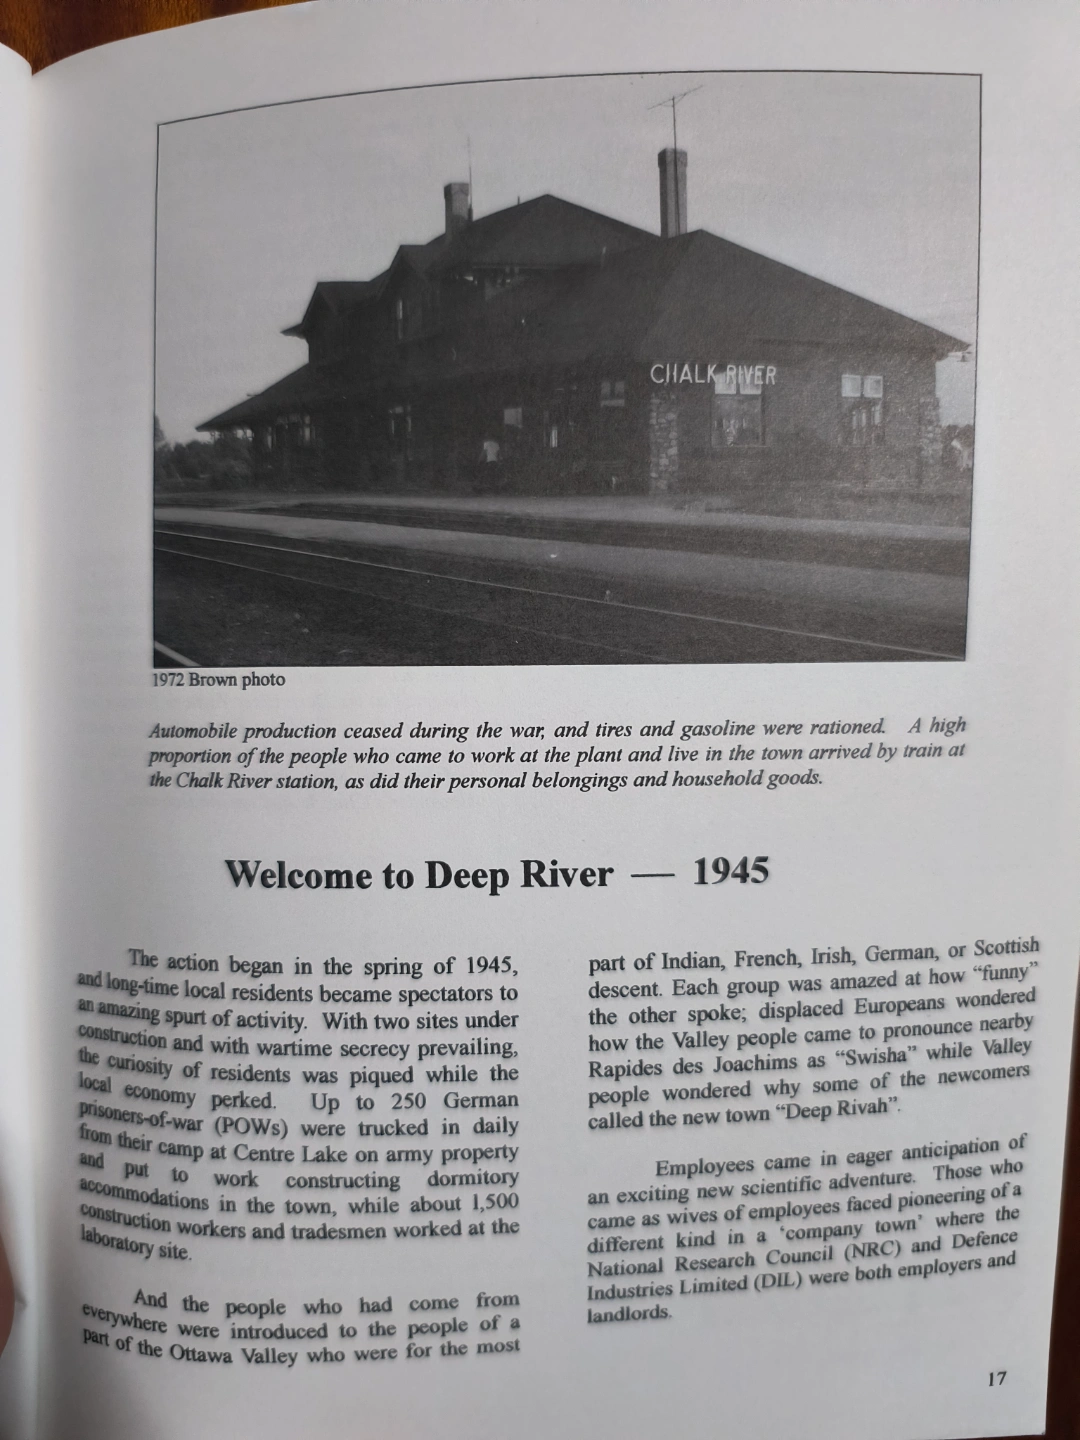 CHALK RIVER
1972 Brown photo
Automobile production ceased during the war, and tires and gasoline were rationed. A high
proportion of the people who came to work at the plant and live in the town arrived by train at
the Chalk River station, as did their personal belongings and household goods.
Welcome to Deep River — 1945
The action began in the spring of 1945,
and long-time local residents became spectators to
an amazing spurt of activity. With two sites under
construction and with wartime secrecy prevailing,
the curiosity of residents was piqued while the
local economy perked. Up to 250 German
prisoners-of-war (POWs) were trucked in daily
from their camp at Centre Lake on army property
and put to work constructing dormitory
accommodations in the town, while about 1,500
construction workers and tradesmen worked at the
laboratory site.
And the people who had come from
everywhere were introduced to the people of a
part of the Ottawa Valley who were for the most
part of Indian, French, Irish, German, or Scottish
descent. Each group was amazed at how “funny”
the other spoke; displaced Europeans wondered
how the Valley people came to pronounce nearby
Rapides des Joachims as “Swisha” while Valley
people wondered why some of the newcomers
called the new town “Deep Rivah”.
Employees came in eager anticipation of
an exciting new scientific adventure. Those who
came as wives of employees faced pioneering of a
different kind in a ‘company town’ where the
National Research Council (NRC) and Defence
Industries Limited (DIL) were both employers and
landlords.
17